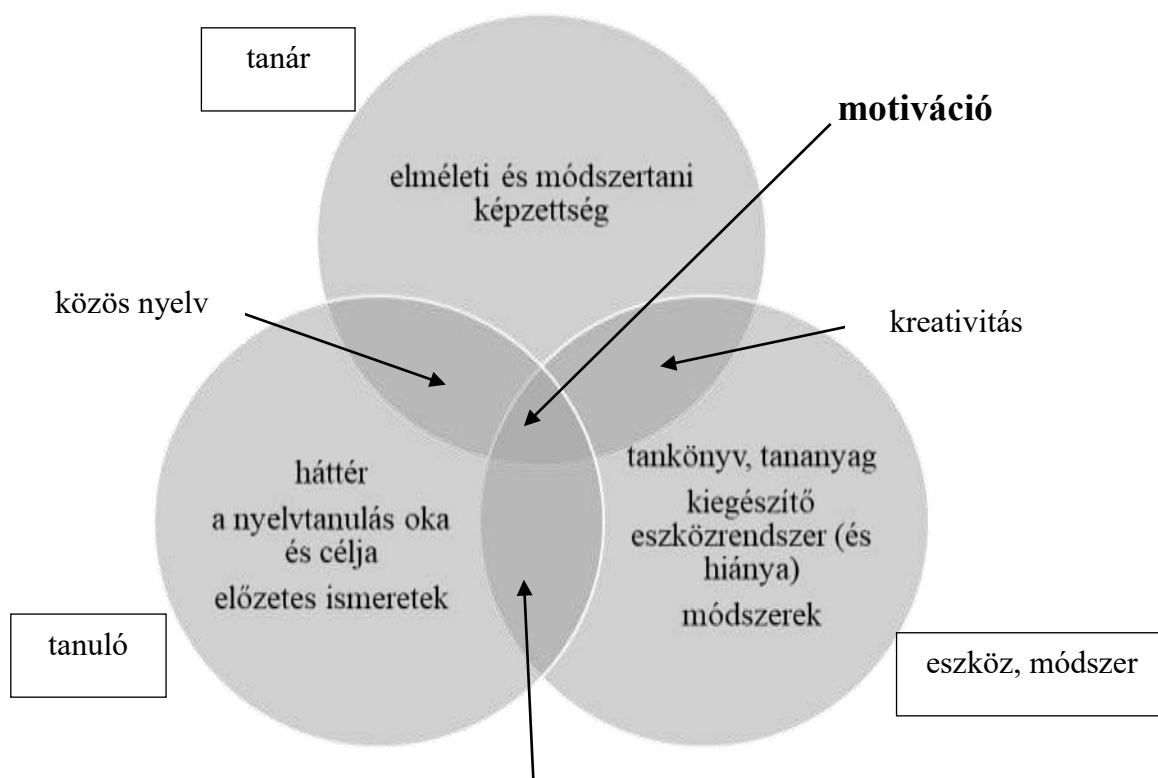 tanár
motiváció
elméleti és módszertani
képzettség
közös nyelv
kreativitás
háttér
a nyelvtanulás oka
és célja
előzetes ismeretek
tankönyv, tananyag
kiegészítő
eszközrendszer (és
hiánya)
módszerek
tanuló
eszköz, módszer